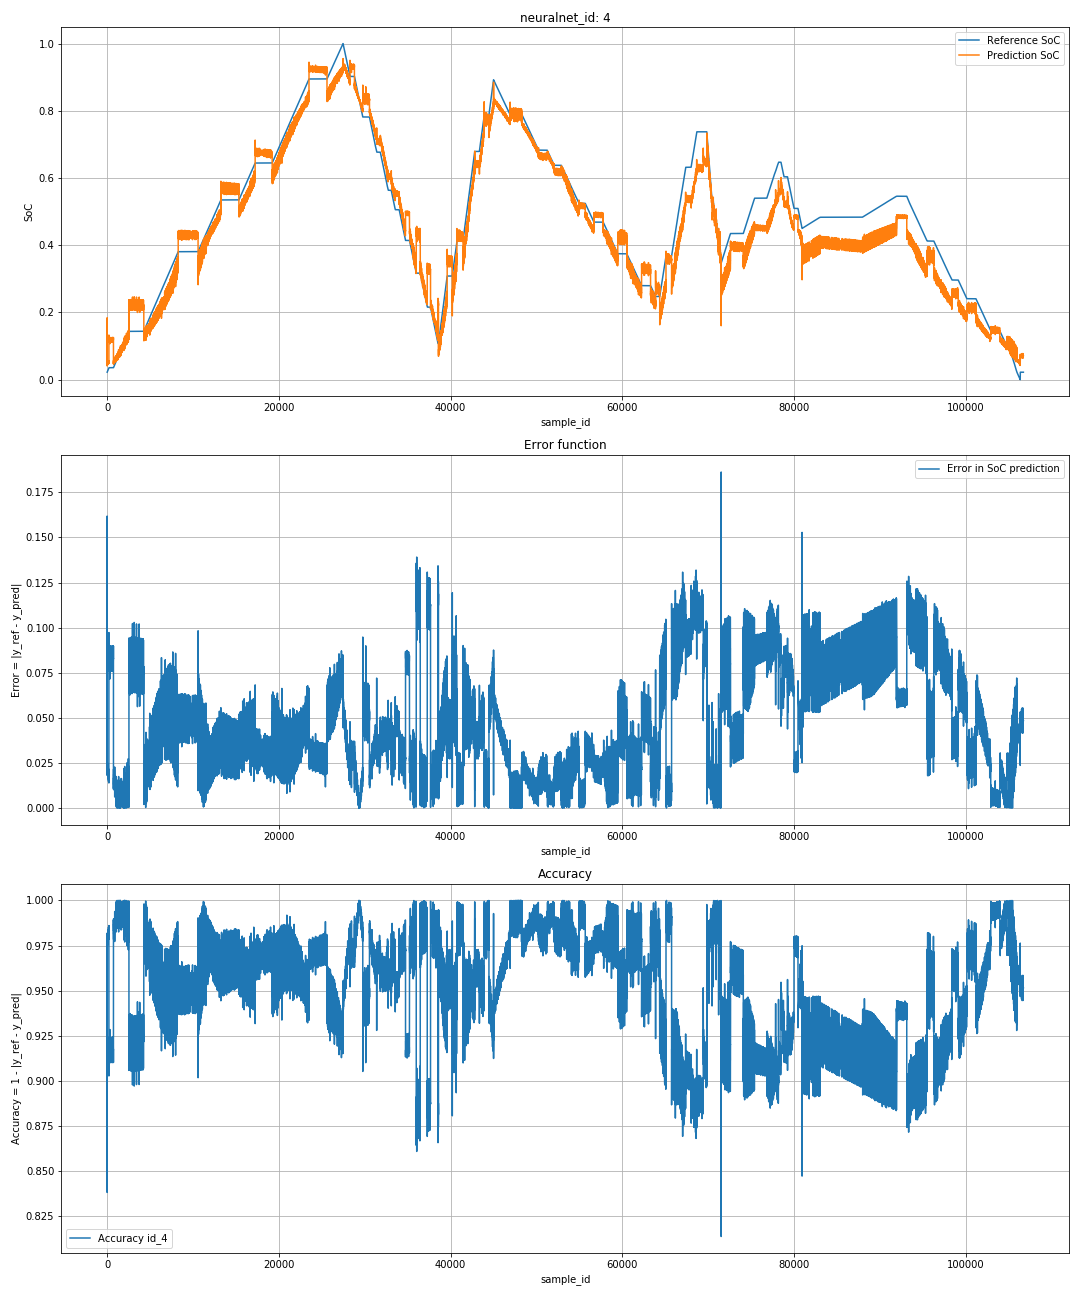 neuralnet_id: 4
Reference SoC
Prediction SoC
1.0
0.8
0.6
0.4
0.2
0.0
SoC
0 20000 40000 60000 80000 100000
sample_id
Error function
Error in SoC prediction
0.175
0.150
0.125
0.100
0.075
0.050
0.025
0.000
Error = |y_ref - y_pred|
0 20000 40000 60000 80000 100000
sample_id
Accuracy
1.000
0.975
0.950
0.925
0.900
0.875
0.850
0.825
Accuracy = 1 - |y_ref - y_pred|
Accuracy id_4
0 20000 40000 60000 80000 100000
sample_id